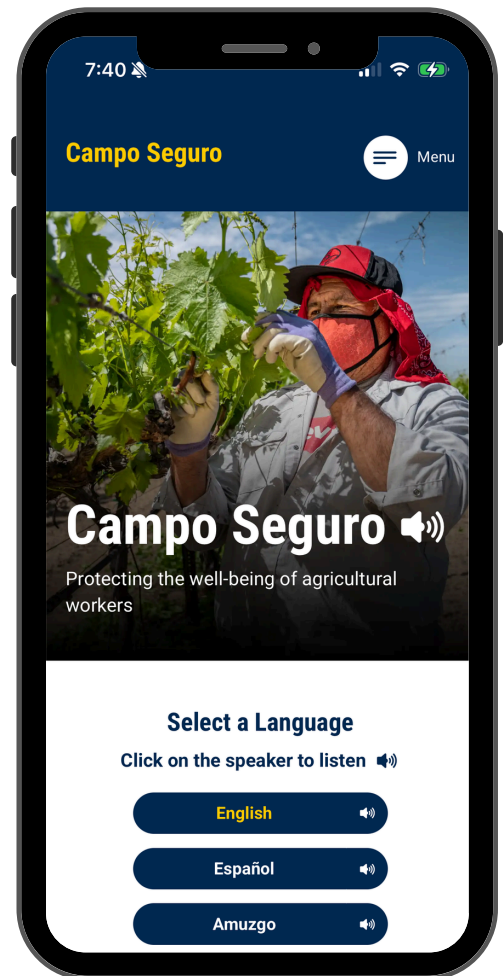 7:40
Campo Seguro
Menu
Campo Seguro
Protecting the well-being of agricultural
workers
Select a Language
Click on the speaker to listen
English
Español
Amuzgo